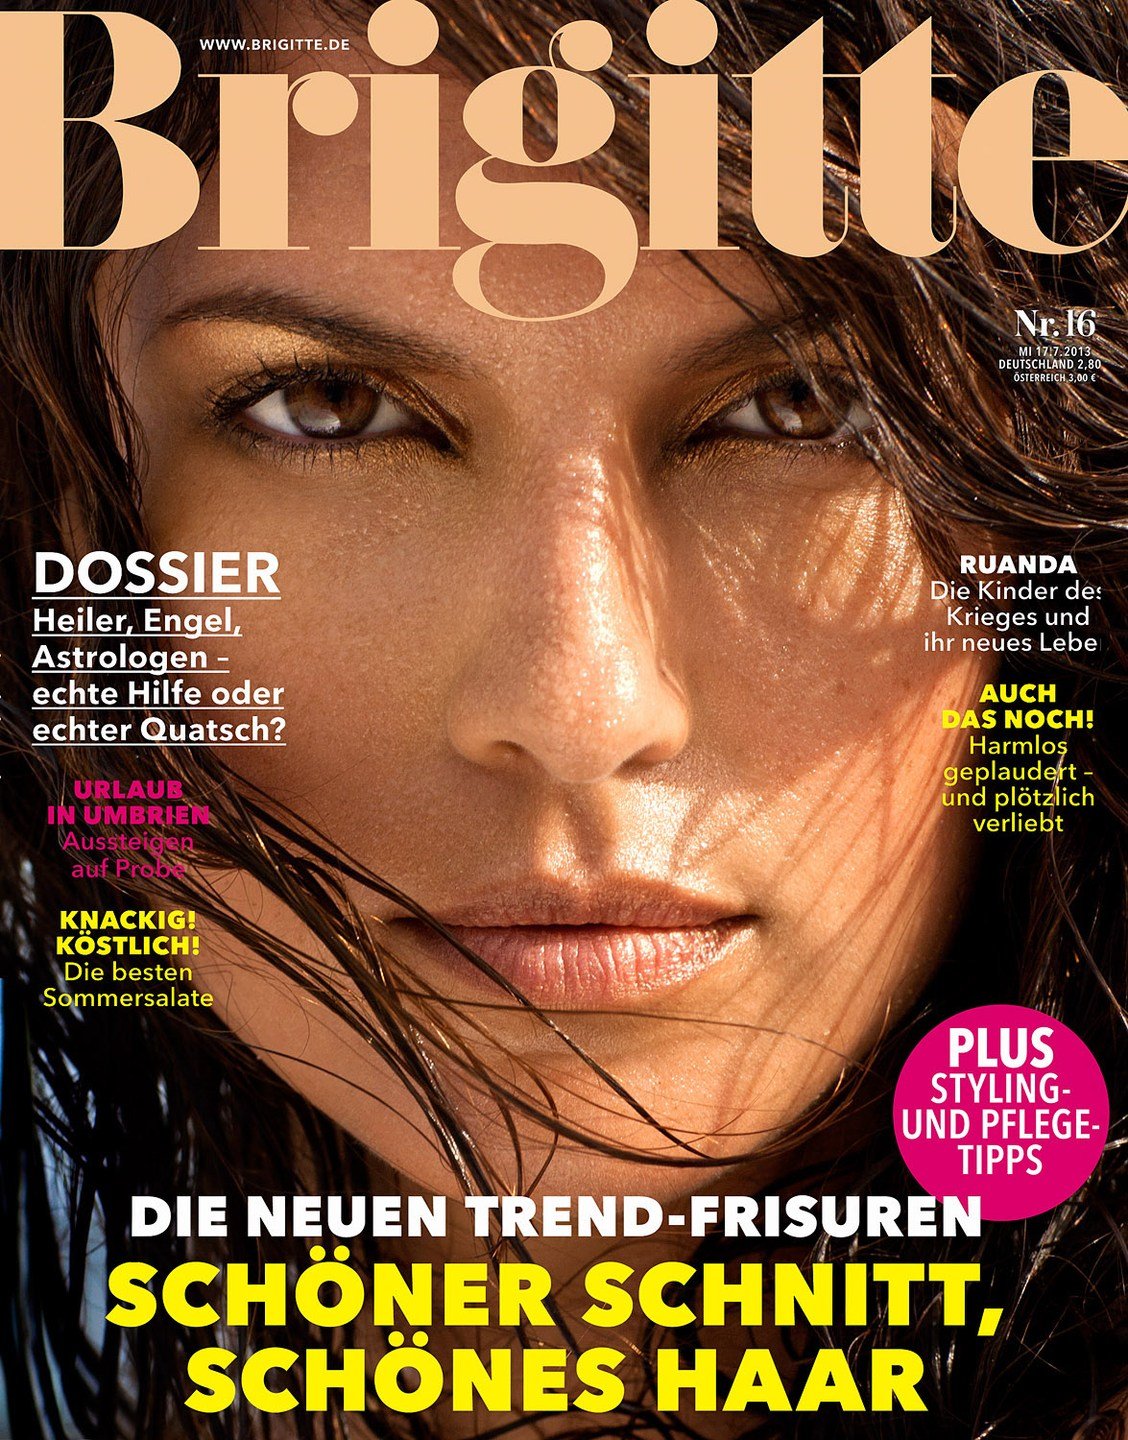 WWW.BRIGITTE.DE
Brigitte
Nr. 16
MI 17.7.2013
DEUTSCHLAND 2,80
ÖSTERREICH 3,00 €
DOSSIER
Heiler, Engel,
Astrologen –
echte Hilfe oder
echter Quatsch?
URLAUB
IN UMBRIEN
Aussteigen
auf Probe
KNACKIG!
KÖSTLICH!
Die besten
Sommersalate
RUANDA
Die Kinder des
Krieges und
ihr neues Lebe
AUCH
DAS NOCH!
Harmlos
geplaudert –
und plötzlich
verliebt
PLUS
STYLING-
UND PFLEGE-
TIPPS
DIE NEUEN TREND-FRISUREN
SCHÖNER SCHNITT,
SCHÖNES HAAR